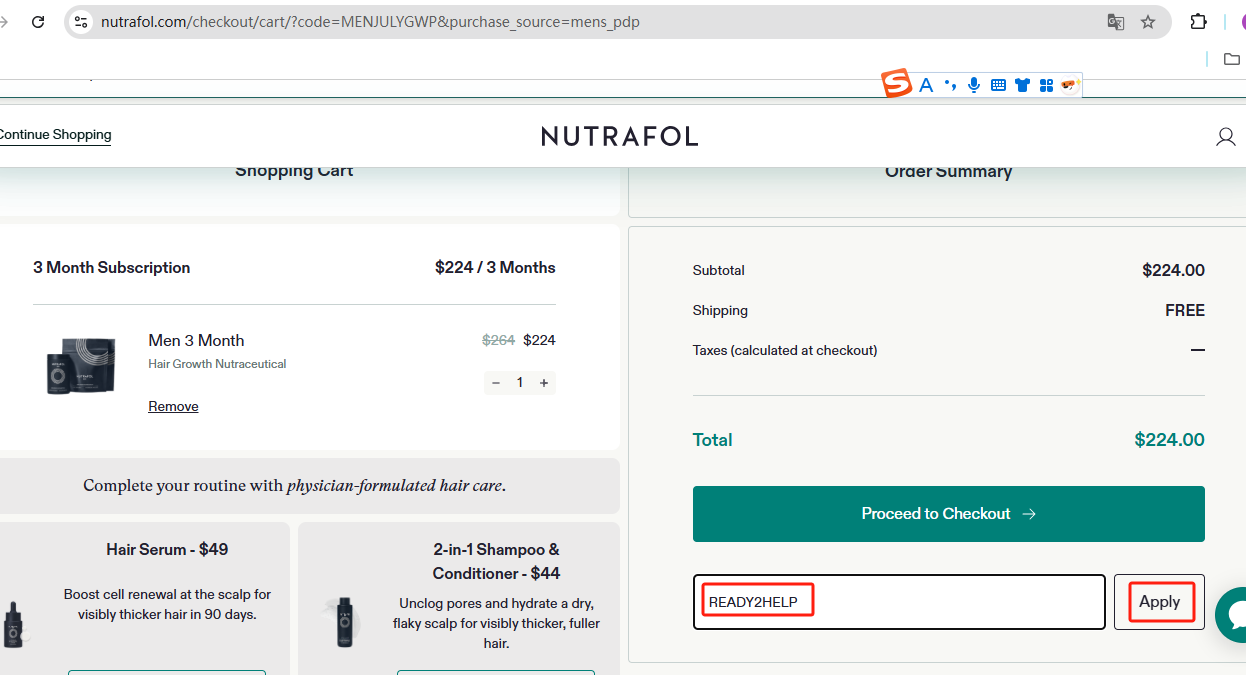 nutrafol.com/checkout/cart/?code=MENJULYGWP&purchase_source=mens_pdp
Continue Shopping
NUTRAFOL
Shopping Cart
Order Summary
3 Month Subscription
$224 / 3 Months
Men 3 Month
$264 $224
Hair Growth Nutraceutical
− 1 +
Remove
Subtotal
$224.00
Shipping
FREE
Taxes (calculated at checkout)
—
Total
$224.00
Proceed to Checkout →
READY2HELP
Apply
Complete your routine with physician-formulated hair care.
Hair Serum - $49
Boost cell renewal at the scalp for
visibly thicker hair in 90 days.
2-in-1 Shampoo &
Conditioner - $44
Unclog pores and hydrate a dry,
flaky scalp for visibly thicker, fuller
hair.